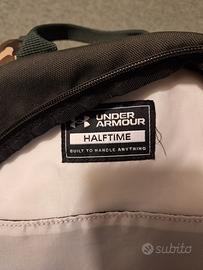 UNDER
ARMOUR
HALFTIME
BUILT TO HANDLE ANYTHING
subito